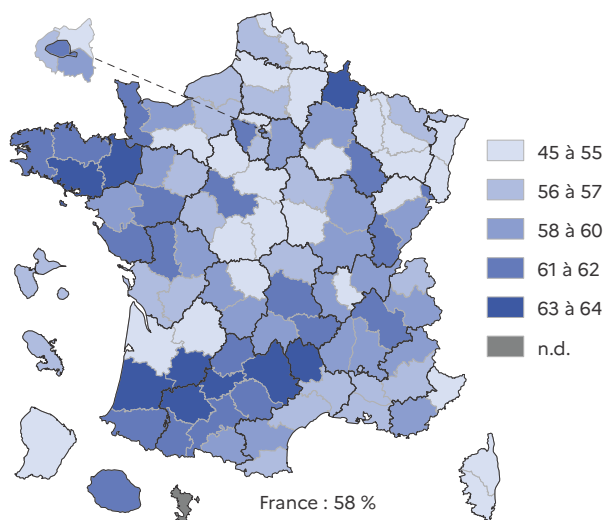 45 à 55
56 à 57
58 à 60
61 à 62
63 à 64
n.d.
France : 58 %